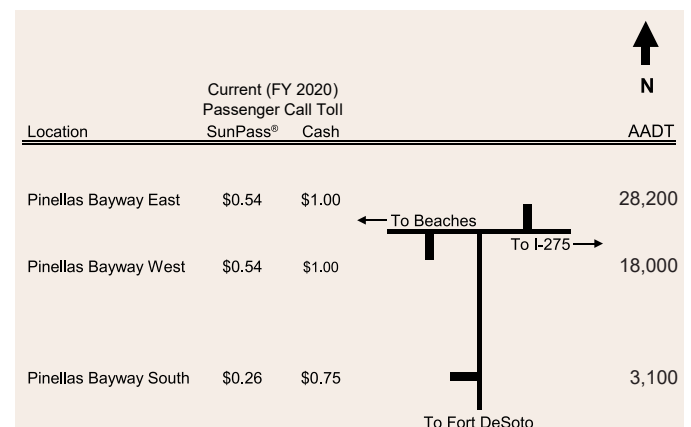 N
Current (FY 2020)
Passenger Call Toll
Location SunPass® Cash AADT
Pinellas Bayway East $0.54 $1.00 28,200
To Beaches
To I-275
Pinellas Bayway West $0.54 $1.00 18,000
Pinellas Bayway South $0.26 $0.75 3,100
To Fort DeSoto